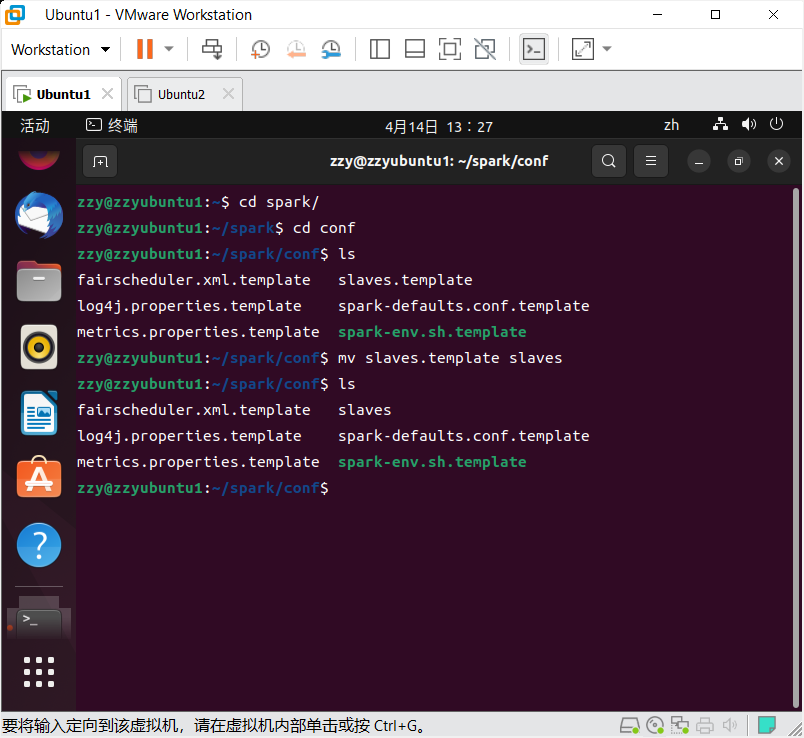 Ubuntu1 - VMware Workstation
Workstation
Ubuntu1 Ubuntu2
活动 终端 4月14日 13：27 zh
zzy@zzyubuntu1: ~/spark/conf
zzy@zzyubuntu1:~$ cd spark/
zzy@zzyubuntu1:~/spark$ cd conf
zzy@zzyubuntu1:~/spark/conf$ ls
fairscheduler.xml.template slaves.template
log4j.properties.template spark-defaults.conf.template
metrics.properties.template spark-env.sh.template
zzy@zzyubuntu1:~/spark/conf$ mv slaves.template slaves
zzy@zzyubuntu1:~/spark/conf$ ls
fairscheduler.xml.template slaves
log4j.properties.template spark-defaults.conf.template
metrics.properties.template spark-env.sh.template
zzy@zzyubuntu1:~/spark/conf$
要将输入定向到该虚拟机，请在虚拟机内部单击或按 Ctrl+G。